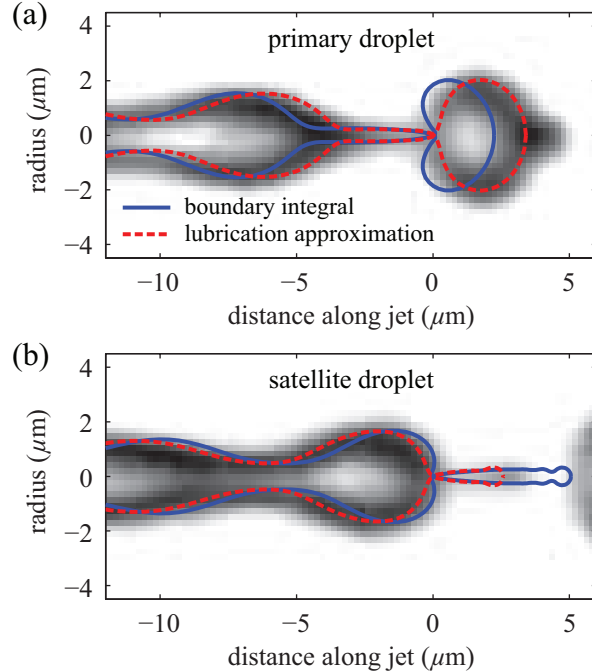 (a)
primary droplet
4
2
0
−2
−4
radius (μm)
boundary integral
lubrication approximation
−10
−5
0
5
distance along jet (μm)
(b)
satellite droplet
4
2
0
−2
−4
radius (μm)
−10
−5
0
5
distance along jet (μm)